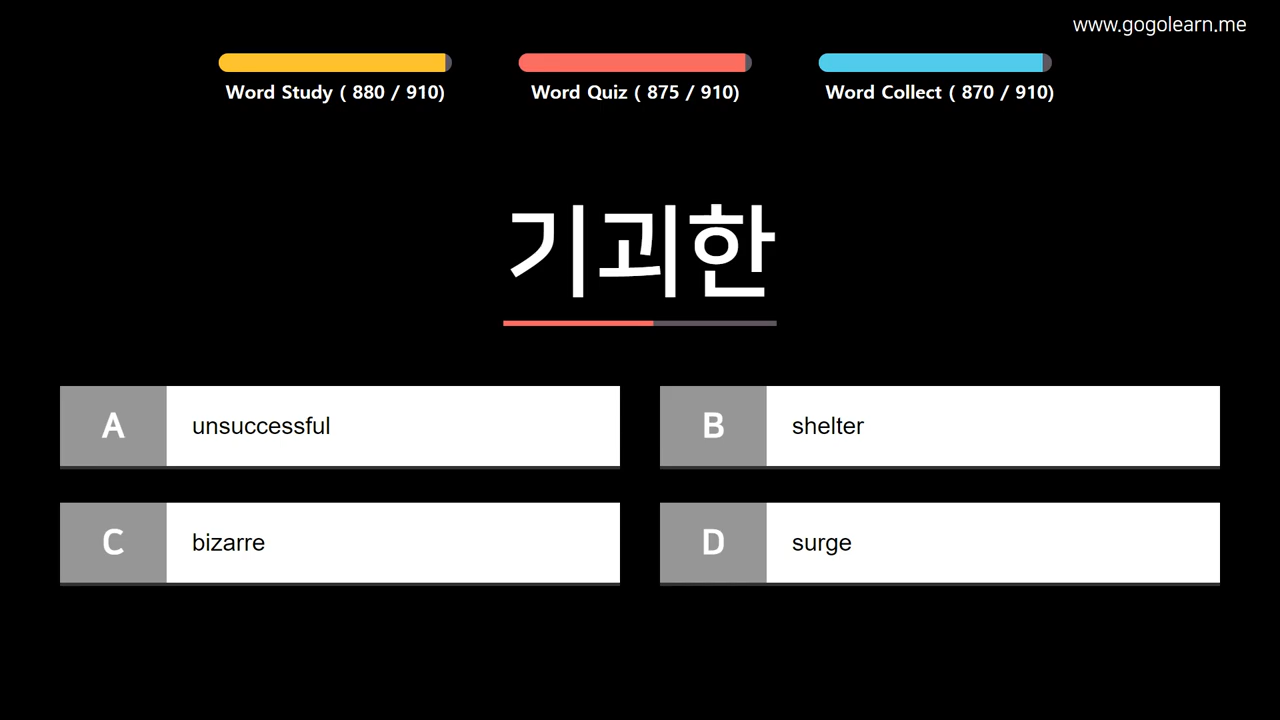 www.gogolearn.me
Word Study ( 880 / 910)
Word Quiz ( 875 / 910)
Word Collect ( 870 / 910)
기괴한
A unsuccessful
B shelter
C bizarre
D surge